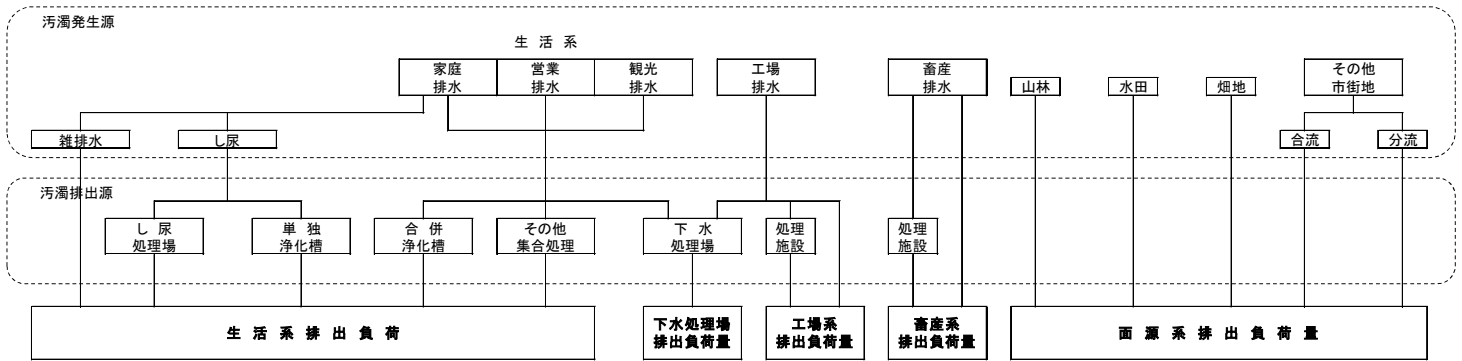 汚濁発生源
生 活 系
家庭
排水
営業
排水
観光
排水
工場
排水
畜産
排水
山林
水田
畑地
その他
市街地
雑排水
し尿
合流
分流
汚濁排出源
し 尿
処理場
単 独
浄化槽
合 併
浄化槽
その他
集合処理
下 水
処理場
処理
施設
処理
施設
生 活 系 排 出 負 荷
下水処理場
排出負荷量
工場系
排出負荷量
畜産系
排出負荷量
面 源 系 排 出 負 荷 量